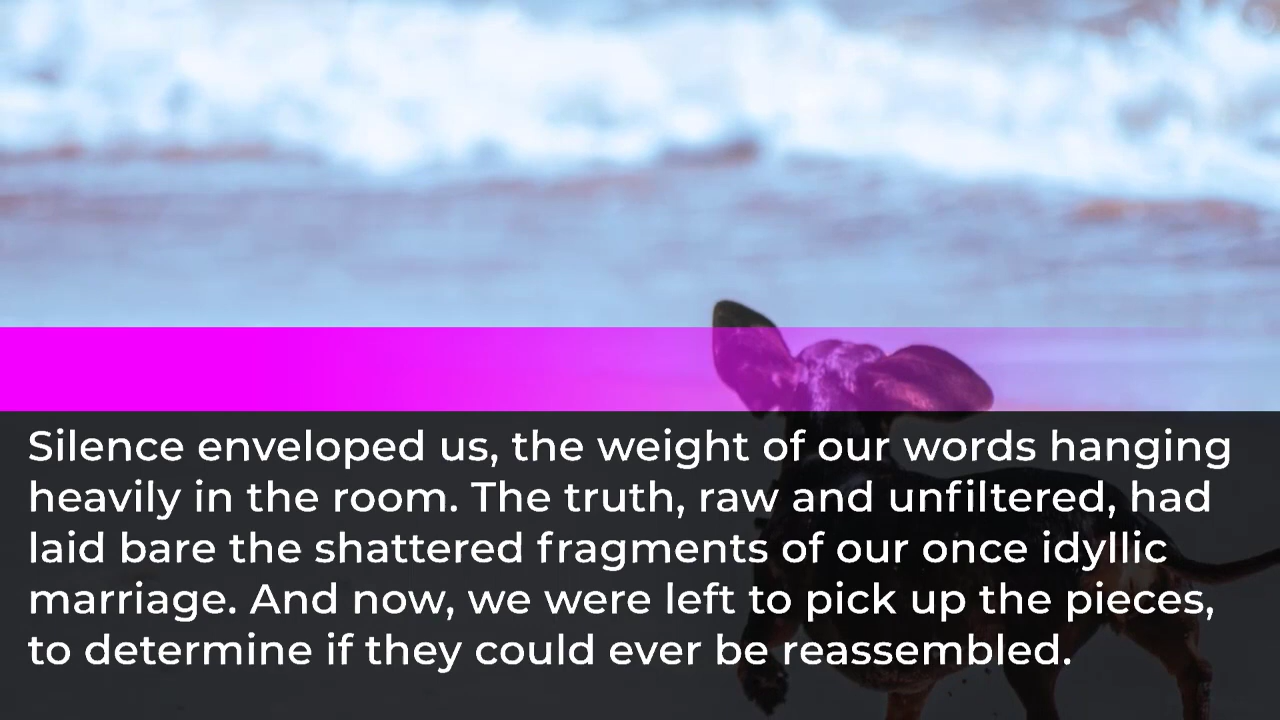 Silence enveloped us, the weight of our words hanging
heavily in the room. The truth, raw and unfiltered, had
laid bare the shattered fragments of our once idyllic
marriage. And now, we were left to pick up the pieces,
to determine if they could ever be reassembled.